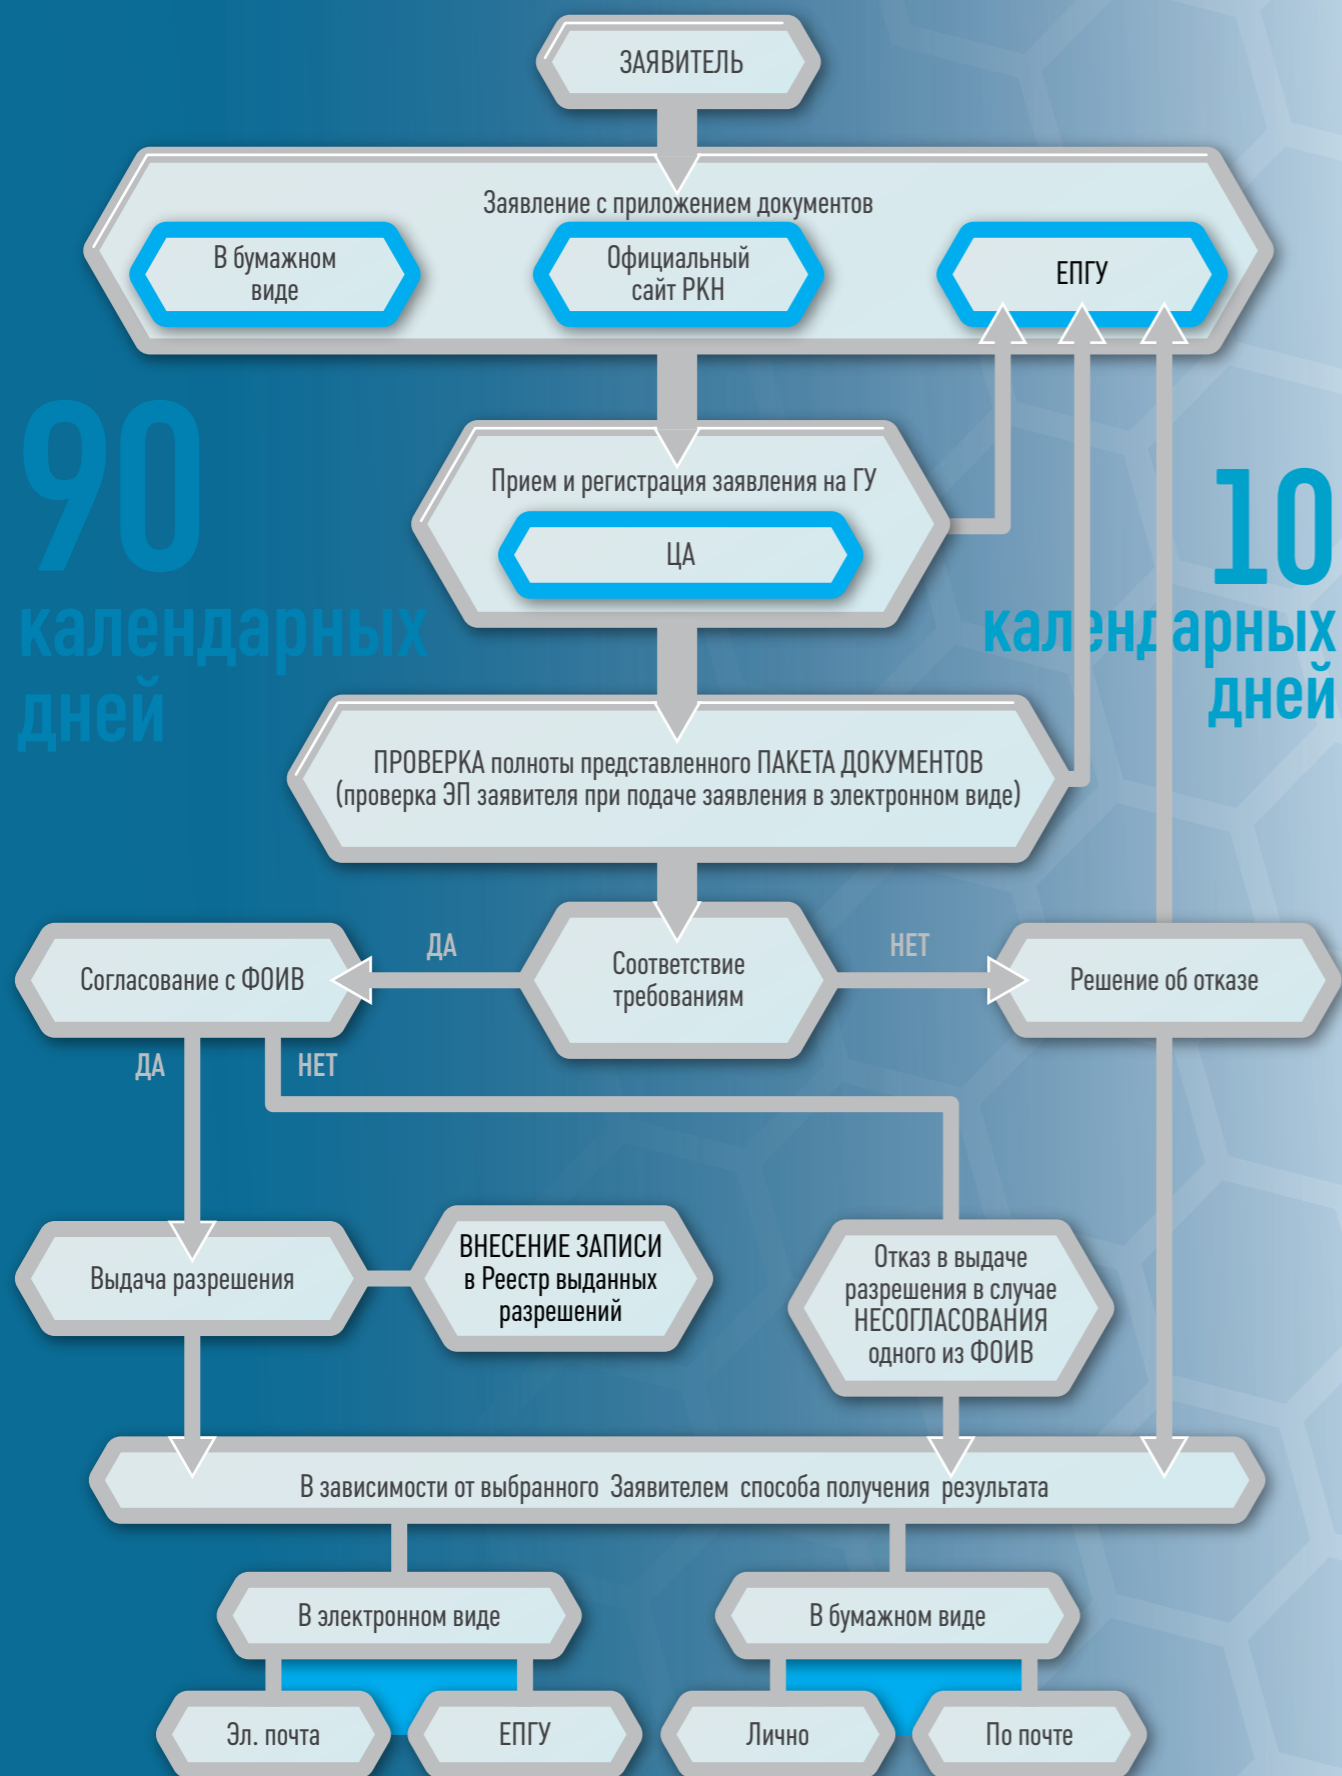 ЗАЯВИТЕЛЬ
Заявление с приложением документов
В бумажном
виде
Официальный
сайт РКН
ЕПГУ
90
календарных
дней
Прием и регистрация заявления на ГУ
ЦА
10
календарных
дней
ПРОВЕРКА полноты представленного ПАКЕТА ДОКУМЕНТОВ
(проверка ЭП заявителя при подаче заявления в электронном виде)
Согласование с ФОИВ
ДА
Соответствие
требованиям
НЕТ
Решение об отказе
ДА
НЕТ
Выдача разрешения
ВНЕСЕНИЕ ЗАПИСИ
в Реестр выданных
разрешений
Отказ в выдаче
разрешения в случае
НЕСОГЛАСОВАНИЯ
одного из ФОИВ
В зависимости от выбранного Заявителем способа получения результата
В электронном виде
В бумажном виде
Эл. почта
ЕПГУ
Лично
По почте